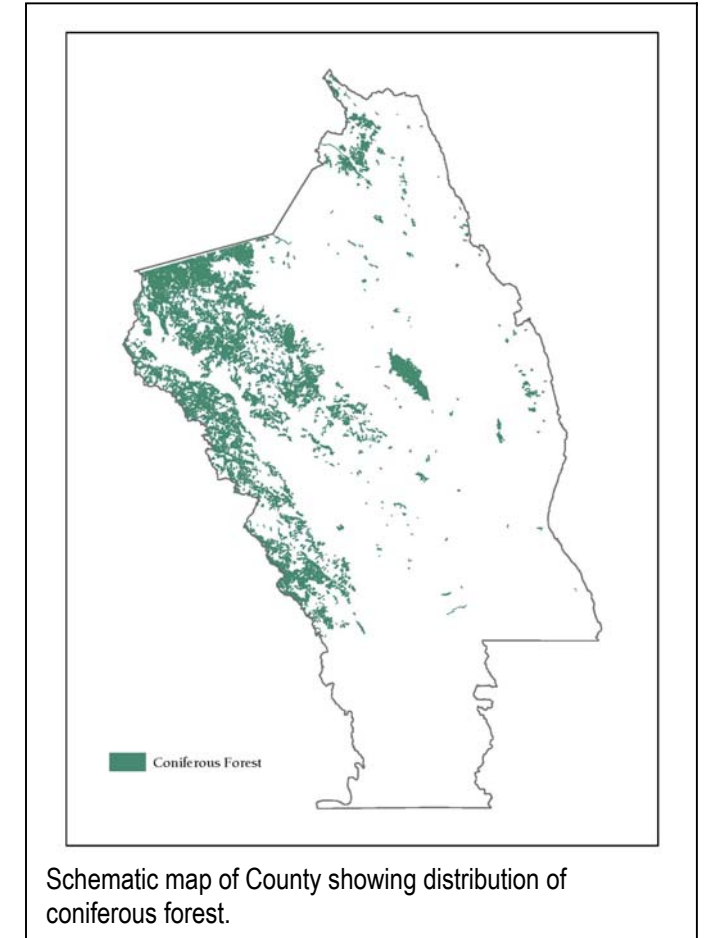 Coniferous Forest
Schematic map of County showing distribution of
coniferous forest.